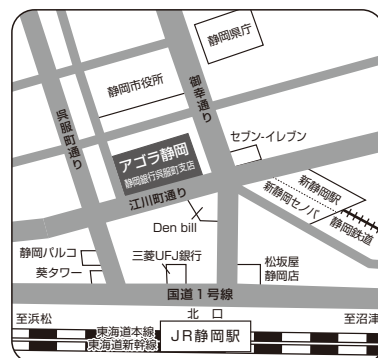 静岡県庁
静岡市役所
御幸通り
呉服町通り
セブン-イレブン
アゴラ静岡
静岡銀行呉服町支店
新静岡駅
新静岡セノバ
静岡鉄道
江川町通り
Den bill
静岡パルコ
三菱UFJ銀行
松坂屋
静岡店
葵タワー
国道1号線
至浜松
北 口
至沼津
東海道本線
東海道新幹線
JR静岡駅